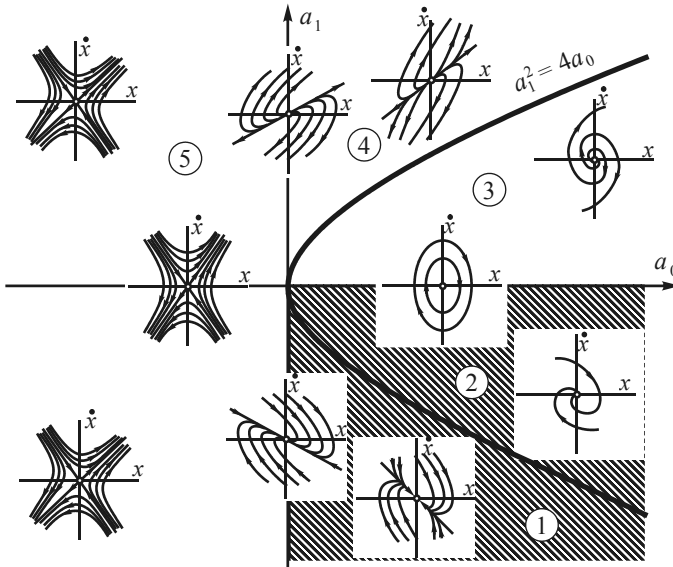 a₁
ẋ
x
ẋ
x
ẋ
x
a₁² = 4a₀
⑤
④
③
ẋ
x
ẋ
x
ẋ
x
a₀
②
ẋ
x
ẋ
x
ẋ
x
ẋ
x
①